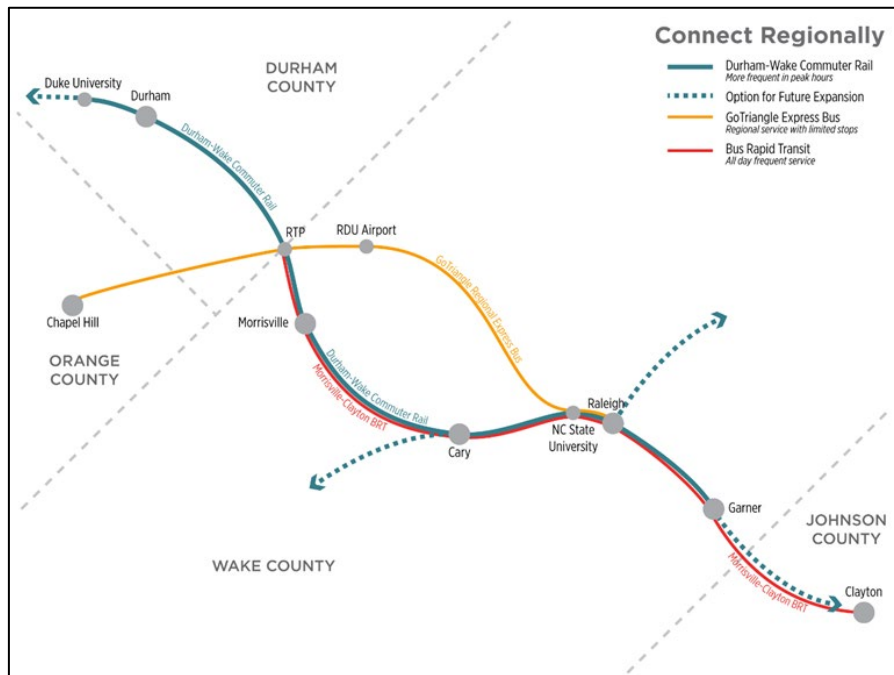 Connect Regionally
Durham-Wake Commuter Rail
More frequent in peak hours
Option for Future Expansion
GoTriangle Express Bus
Regional service with limited stops
Bus Rapid Transit
All day frequent service
DURHAM
COUNTY
Duke University
Durham
Durham-Wake Commuter Rail
RTP
RDU Airport
GoTriangle Regional Express Bus
Chapel Hill
Morrisville
ORANGE
COUNTY
Durham-Wake Commuter Rail
Morrisville-Clayton BRT
Cary
Raleigh
NC State
University
Garner
JOHNSON
COUNTY
WAKE COUNTY
Morrisville-Clayton BRT
Clayton